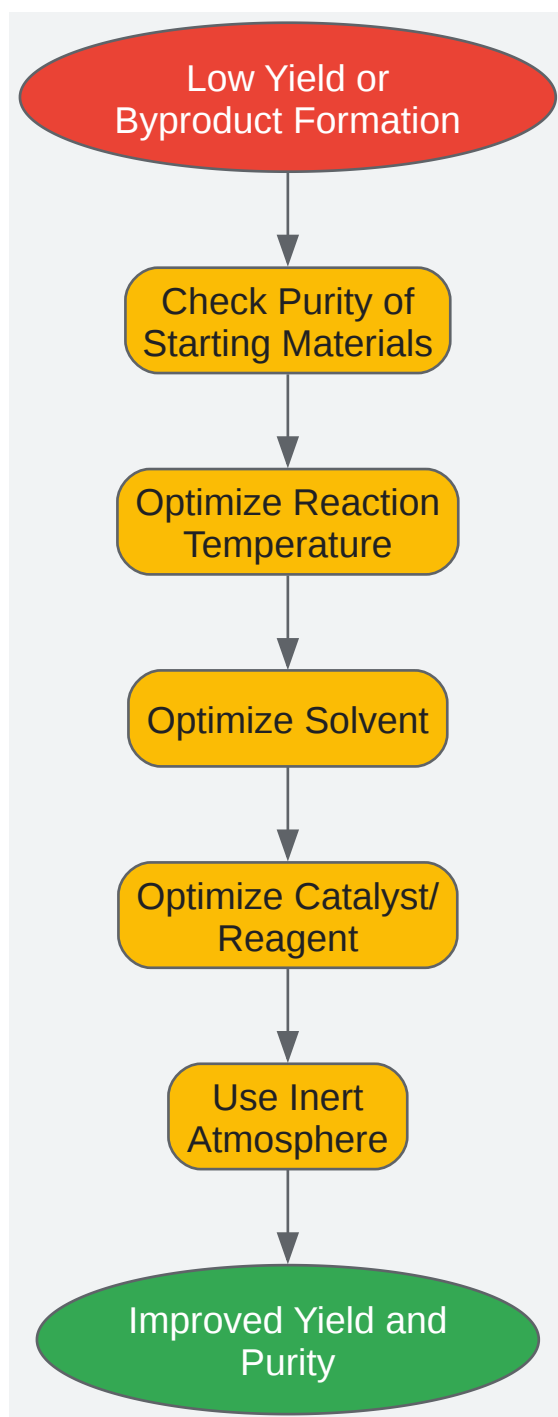 Low Yield or
Byproduct Formation
Check Purity of
Starting Materials
Optimize Reaction
Temperature
Optimize Solvent
Optimize Catalyst/
Reagent
Use Inert
Atmosphere
Improved Yield and
Purity